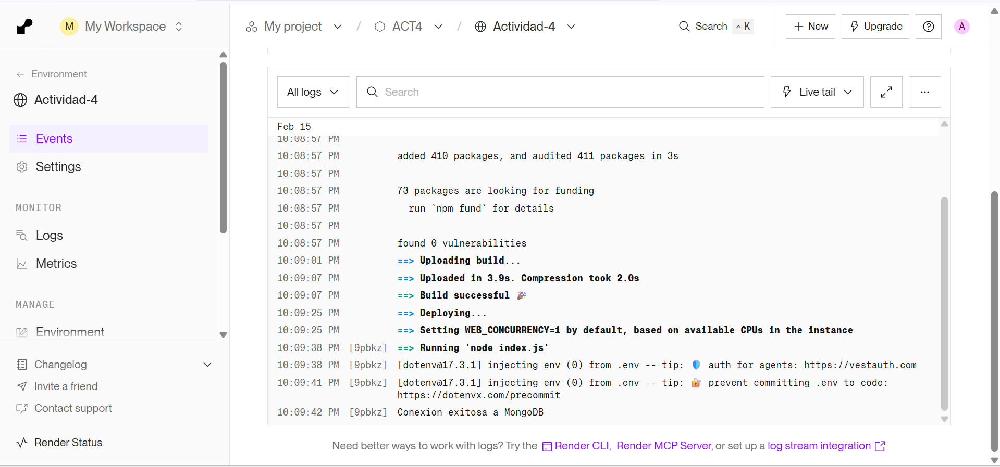 M My Workspace
My project / ACT4 / Actividad-4
Search ^ K
+ New
Upgrade
A
← Environment
Actividad-4
Events
Settings
MONITOR
Logs
Metrics
MANAGE
Environment
Changelog
Invite a friend
Contact support
Render Status
All logs
Search
Live tail
...
Feb 15
10:08:57 PM
10:08:57 PM added 410 packages, and audited 411 packages in 3s
10:08:57 PM
10:08:57 PM 73 packages are looking for funding
10:08:57 PM run `npm fund` for details
10:08:57 PM
10:08:57 PM found 0 vulnerabilities
10:09:01 PM ==> Uploading build...
10:09:07 PM ==> Uploaded in 3.9s. Compression took 2.0s
10:09:07 PM ==> Build successful 🎉
10:09:25 PM ==> Deploying...
10:09:25 PM ==> Setting WEB_CONCURRENCY=1 by default, based on available CPUs in the instance
10:09:38 PM [9pbkz] ==> Running 'node index.js'
10:09:38 PM [9pbkz] [dotenv@17.3.1] injecting env (0) from .env -- tip: 🛡️ auth for agents: https://vestauth.com
10:09:41 PM [9pbkz] [dotenv@17.3.1] injecting env (0) from .env -- tip: 🔐 prevent committing .env to code:
https://dotenvx.com/precommit
10:09:42 PM [9pbkz] Conexion exitosa a MongoDB
Need better ways to work with logs? Try the Render CLI, Render MCP Server, or set up a log stream integration